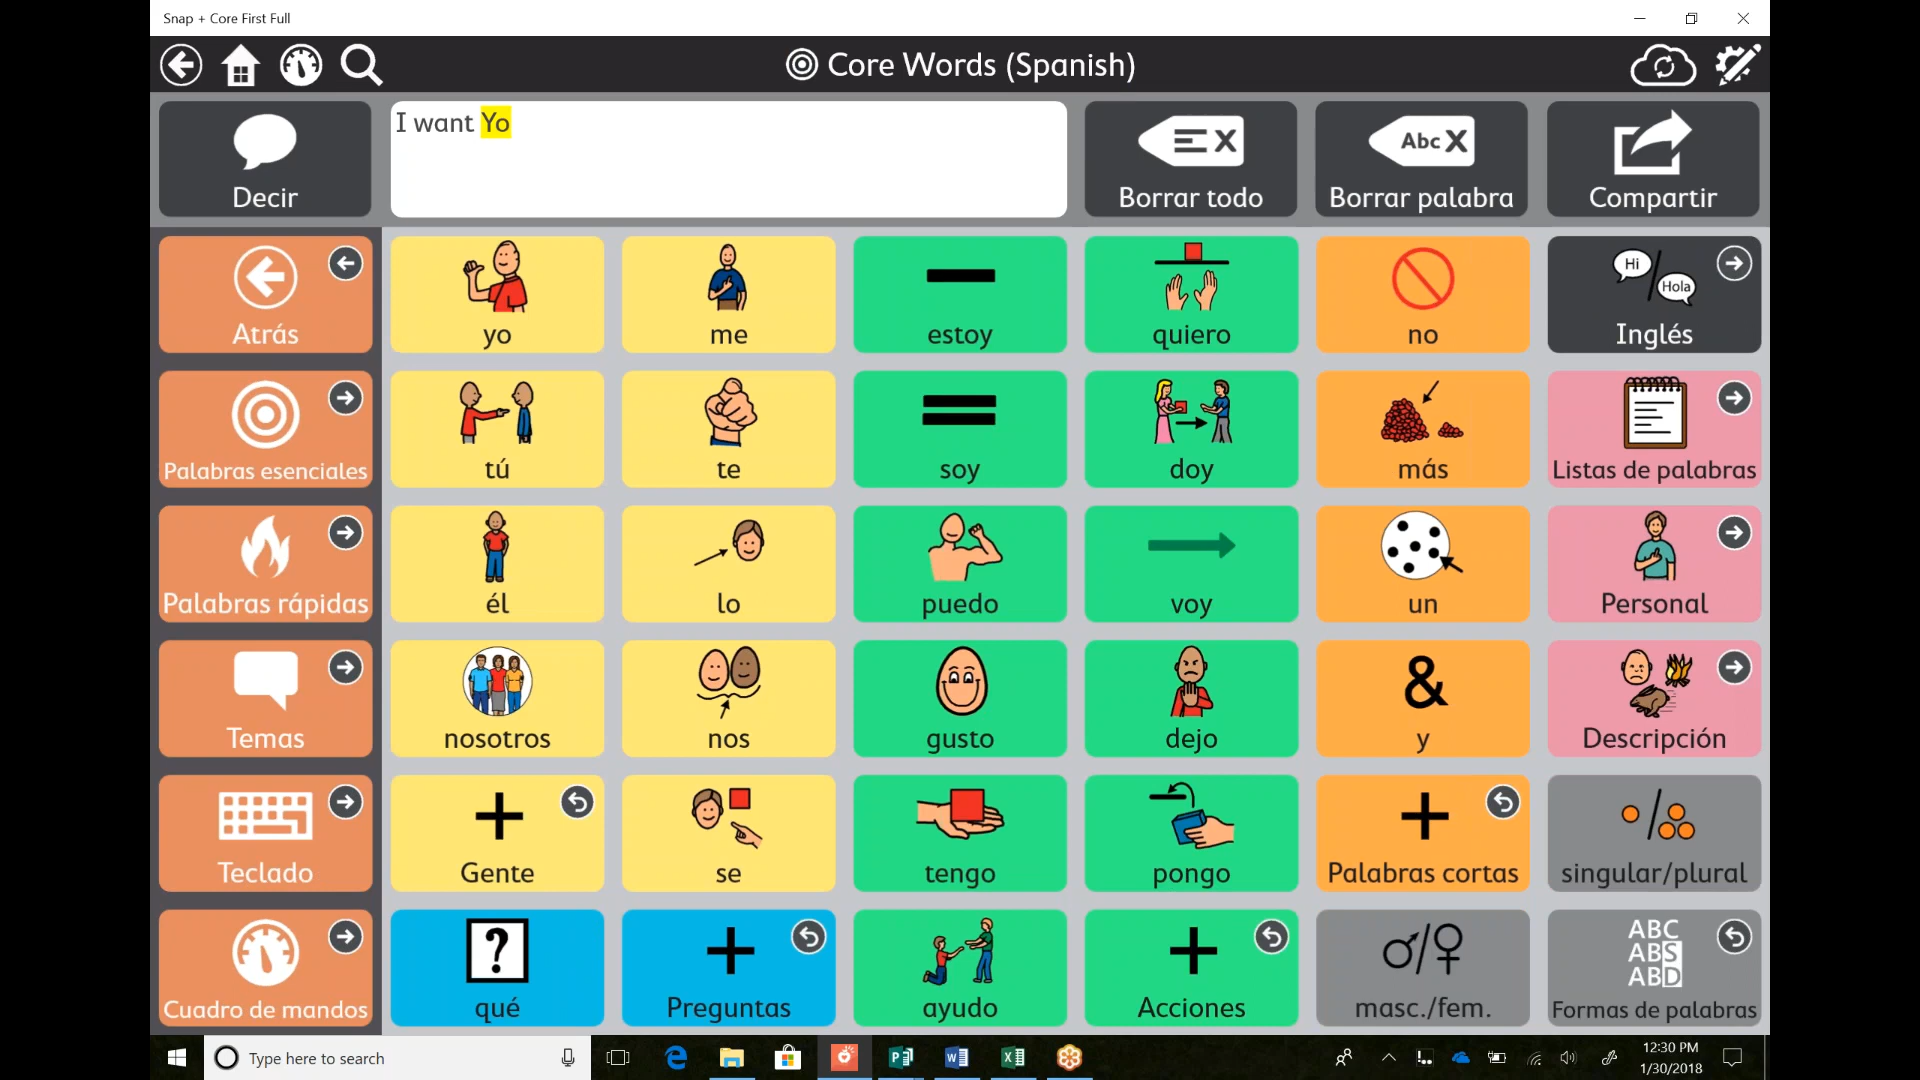 Snap + Core First Full
Core Words (Spanish)
Decir
I want Yo
Borrar todo
Abc X
Borrar palabra
Compartir
Atrás
yo
me
estoy
quiero
no
Hi
Hola
Inglés
Palabras esenciales
tú
te
soy
doy
más
Listas de palabras
Palabras rápidas
él
lo
puedo
voy
un
Personal
Temas
nosotros
nos
gusto
dejo
&
y
Descripción
Teclado
Gente
se
tengo
pongo
Palabras cortas
singular/plural
Cuadro de mandos
?
qué
Preguntas
ayudo
Acciones
masc./fem.
ABC
ABS
ABD
Formas de palabras
Type here to search
12:30 PM
1/30/2018